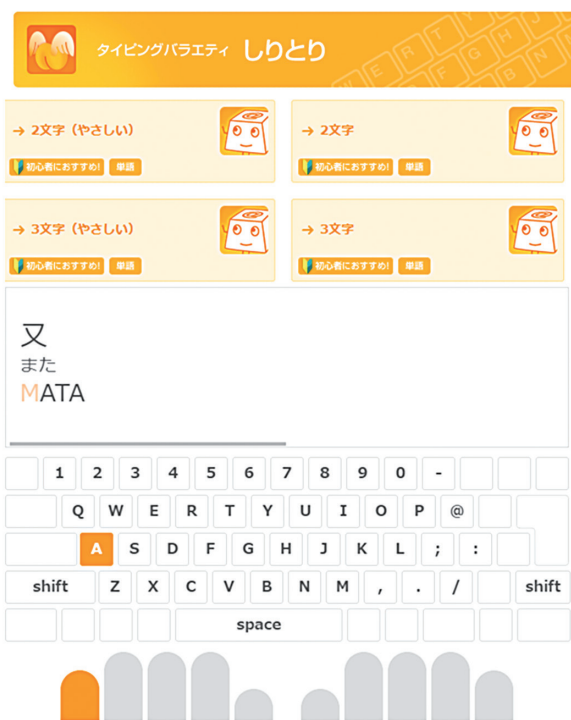 タイピングバラエティ しりとり
→ 2文字（やさしい）
初心者におすすめ! 単語
→ 2文字
初心者におすすめ! 単語
→ 3文字（やさしい）
初心者におすすめ! 単語
→ 3文字
初心者におすすめ! 単語
又
また
MATA
1 2 3 4 5 6 7 8 9 0 -
Q W E R T Y U I O P @
A S D F G H J K L ; :
shift Z X C V B N M , . / shift
space